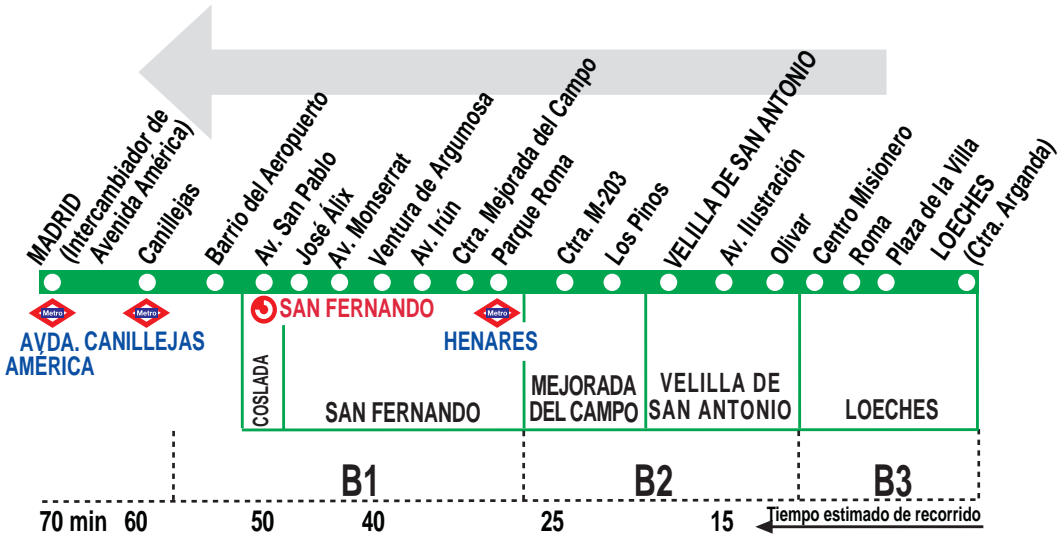 MADRID
(Intercambiador de
Avenida América)
Canillejas
Barrio del Aeropuerto
Av. San Pablo
José Álix
Av. Monserrat
Ventura de Argumosa
Av. Irún
Ctra. Mejorada del Campo
Parque Roma
Ctra. M-203
Los Pinos
VELILLA DE SAN ANTONIO
Av. Ilustración
Olivar
Centro Misionero
Roma
Plaza de la Villa
LOECHES
(Ctra. Arganda)
Metro
Metro
SAN FERNANDO
Metro
AVDA.
AMÉRICA
CANILLEJAS
HENARES
COSLADA
SAN FERNANDO
MEJORADA
DEL CAMPO
VELILLA DE
SAN ANTONIO
LOECHES
B1
B2
B3
70 min
60
50
40
25
15
Tiempo estimado de recorrido